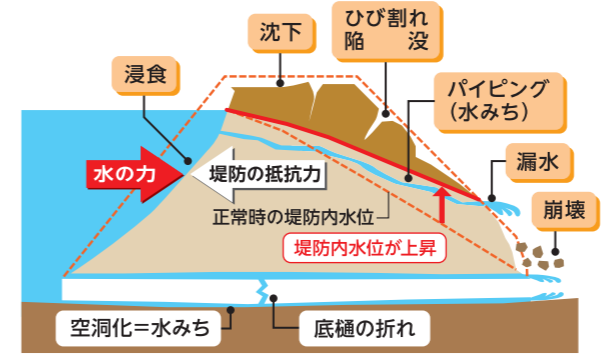 沈下
ひび割れ
陥没
浸食
パイピング
（水みち）
水の力
堤防の抵抗力
漏水
正常時の堤防内水位
崩壊
堤防内水位が上昇
空洞化＝水みち
底樋の折れ